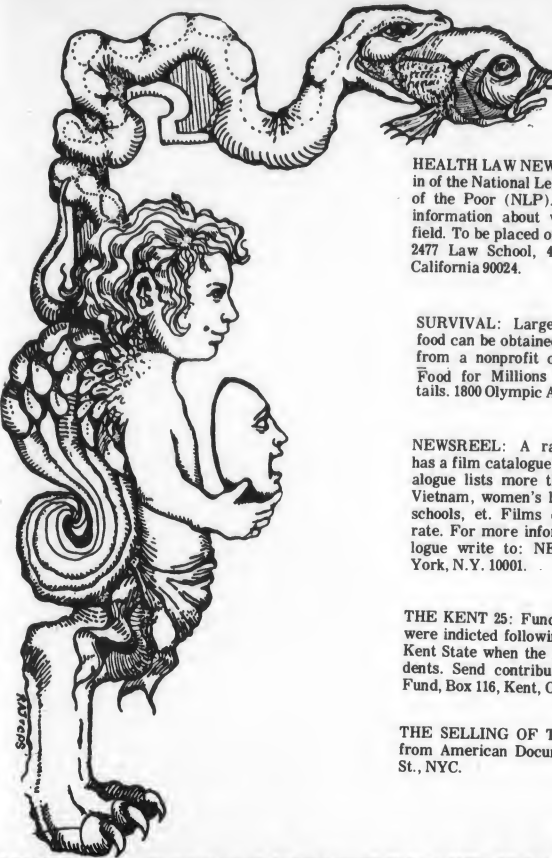 HEALTH LAW NEW
in of the National Le
of the Poor (NLP).
information about
field. To be placed o
2477 Law School, 4
California 90024.
SURVIVAL: Large
food can be obtained
from a nonprofit
Food for Millions
tails. 1800 Olympic A
NEWSREEL: A ra
has a film catalogue
alogue lists more t
Vietnam, women's
schools, et. Films
rate. For more infor
logue write to: NE
York, N.Y. 10001.
THE KENT 25: Fund
were indicted followin
Kent State when the
dents. Send contribu
Fund, Box 116, Kent, O
THE SELLING OF T
from American Docu
St., NYC.